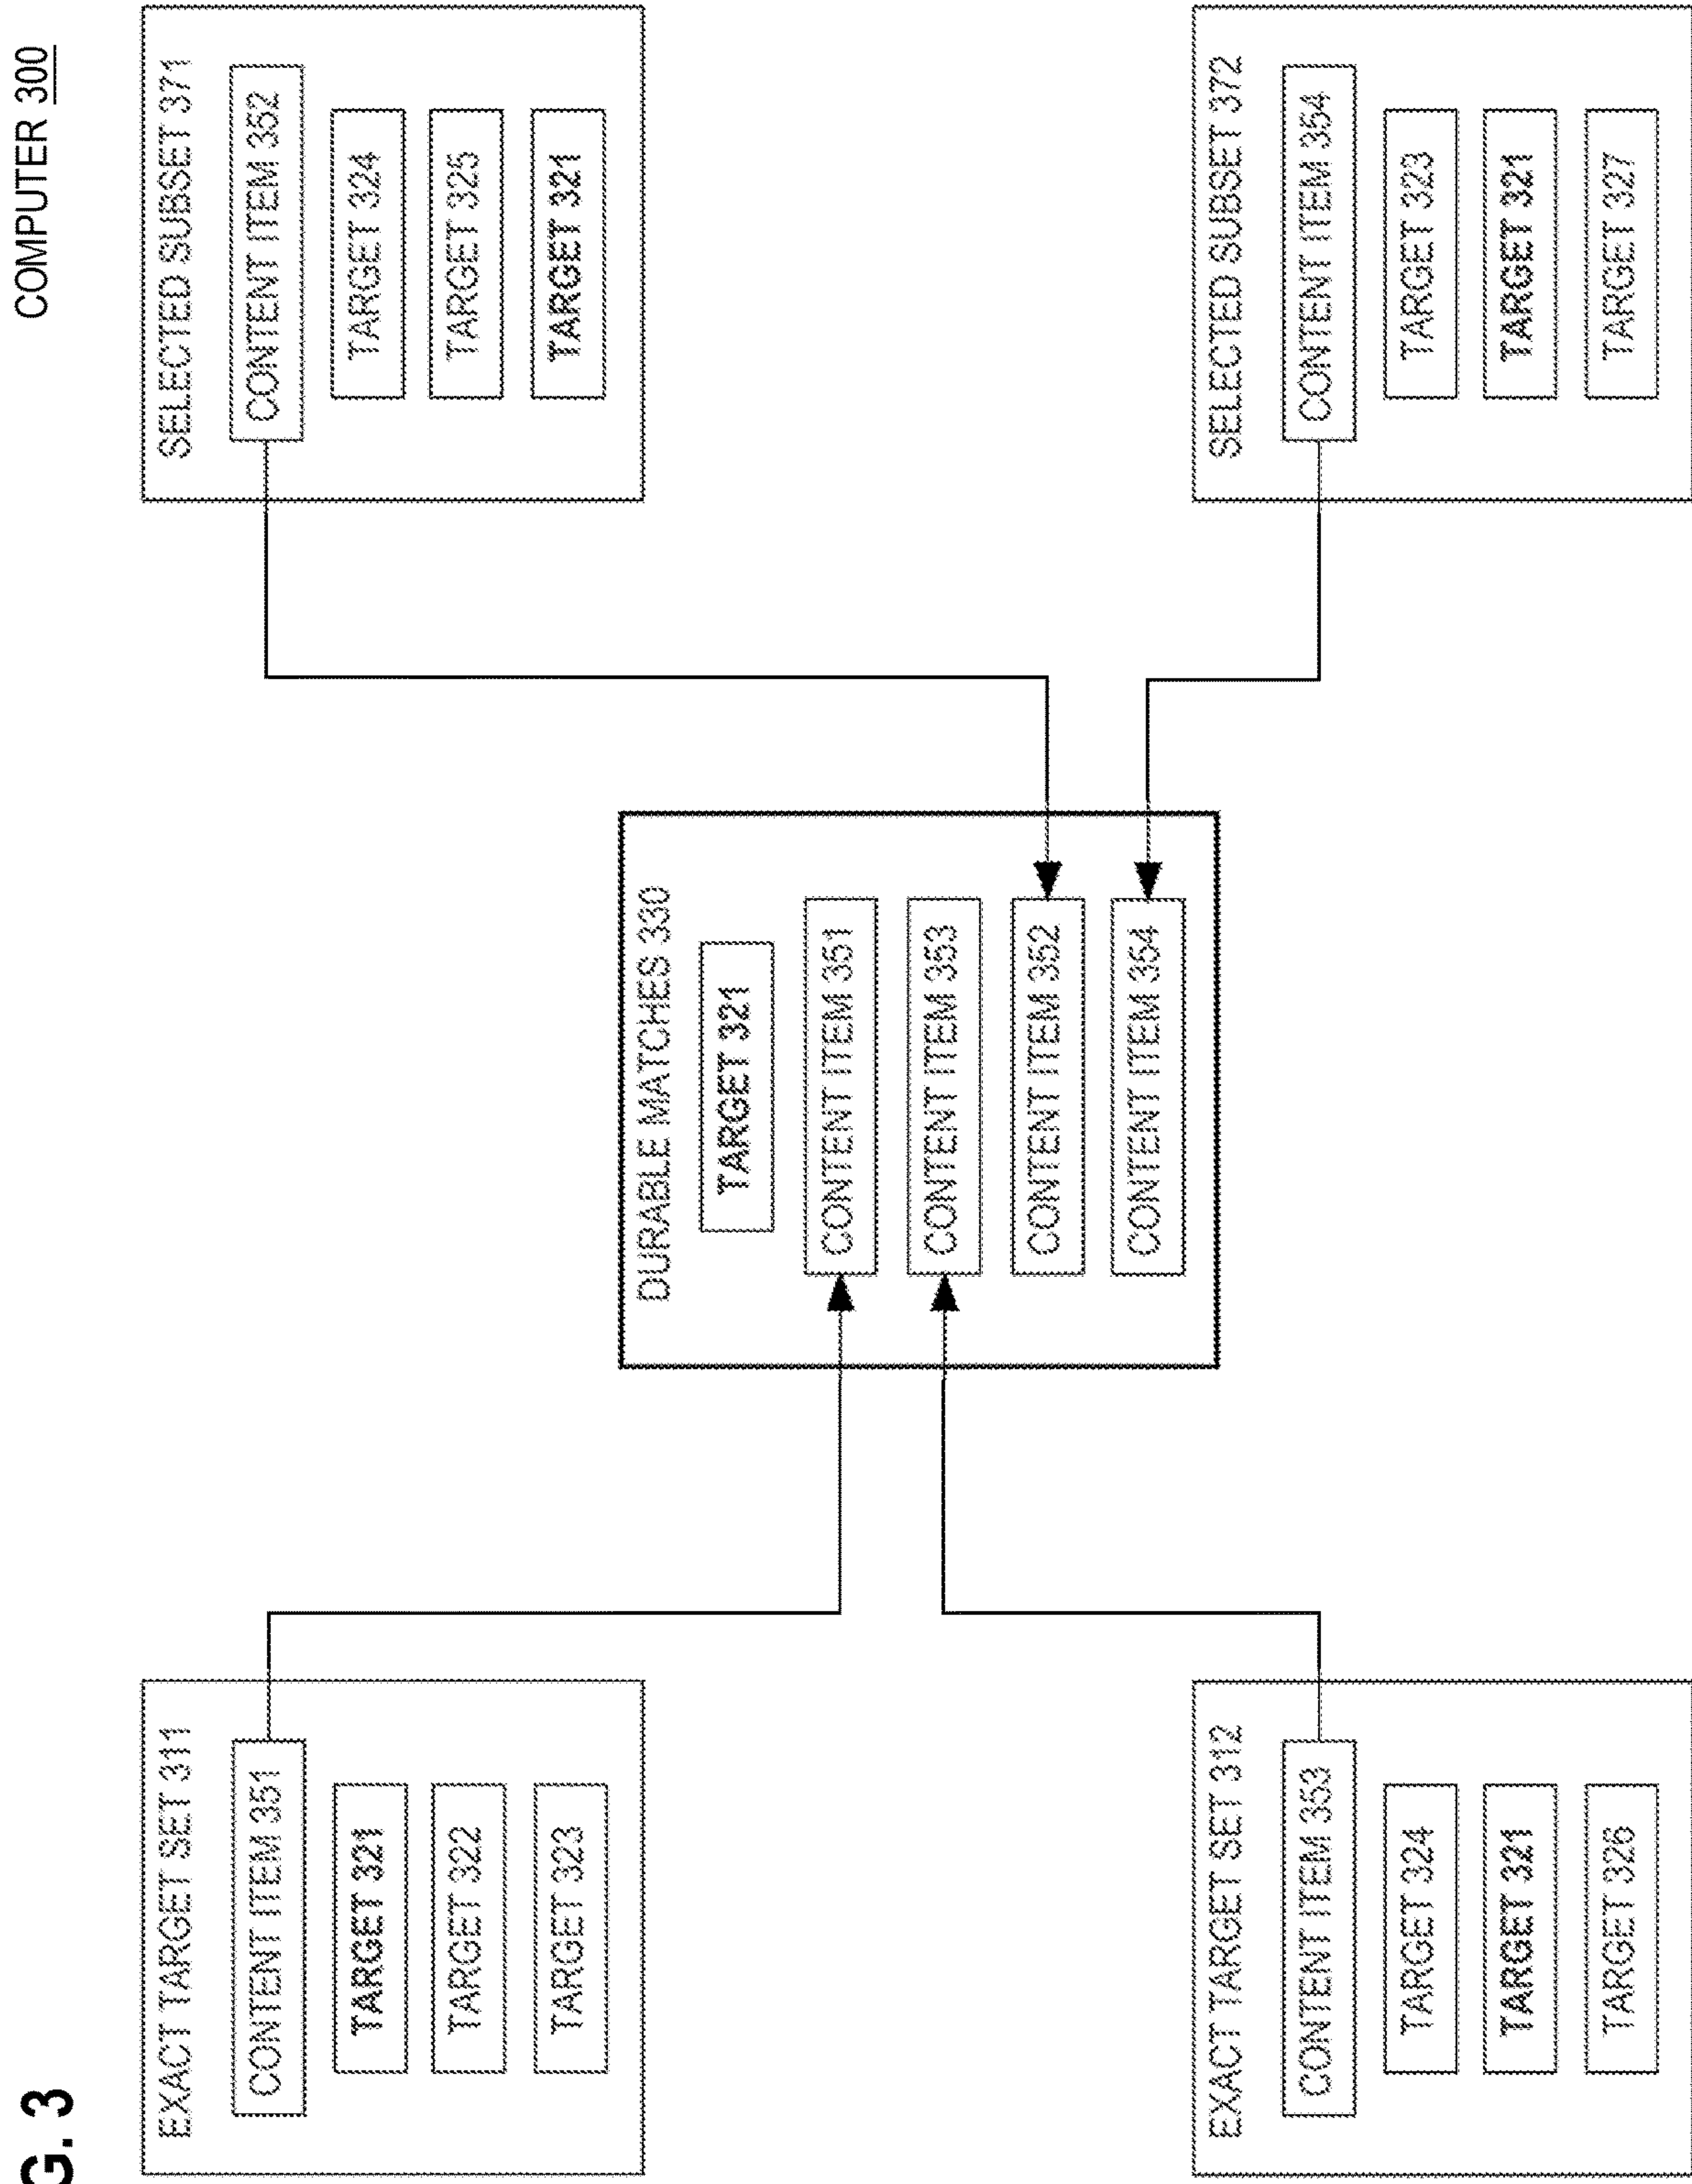 G. 3
COMPUTER 300
EXACT TARGET SET 311
CONTENT ITEM 351
TARGET 321
TARGET 322
TARGET 323
EXACT TARGET SET 312
CONTENT ITEM 353
TARGET 324
TARGET 321
TARGET 326
DURABLE MATCHES 330
TARGET 321
CONTENT ITEM 351
CONTENT ITEM 353
CONTENT ITEM 352
CONTENT ITEM 354
SELECTED SUBSET 371
CONTENT ITEM 352
TARGET 324
TARGET 325
TARGET 321
SELECTED SUBSET 372
CONTENT ITEM 354
TARGET 323
TARGET 321
TARGET 327